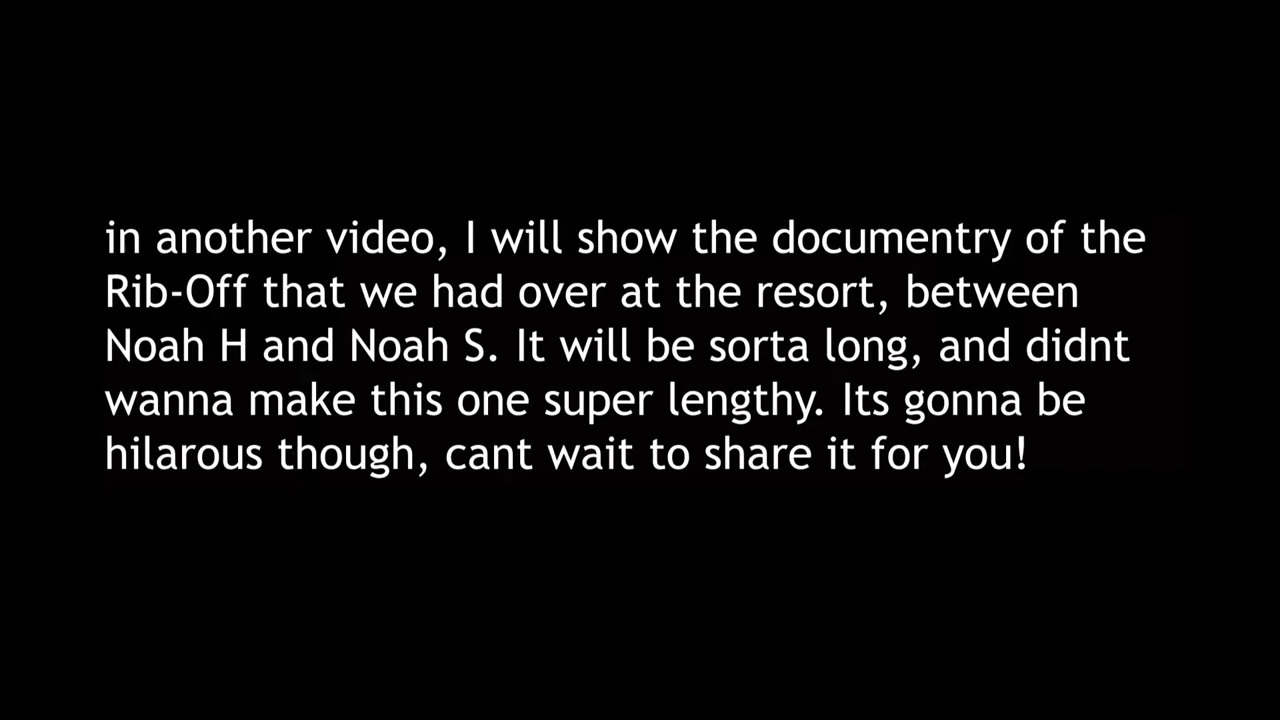 in another video, I will show the documentry of the
Rib-Off that we had over at the resort, between
Noah H and Noah S. It will be sorta long, and didnt
wanna make this one super lengthy. Its gonna be
hilarous though, cant wait to share it for you!